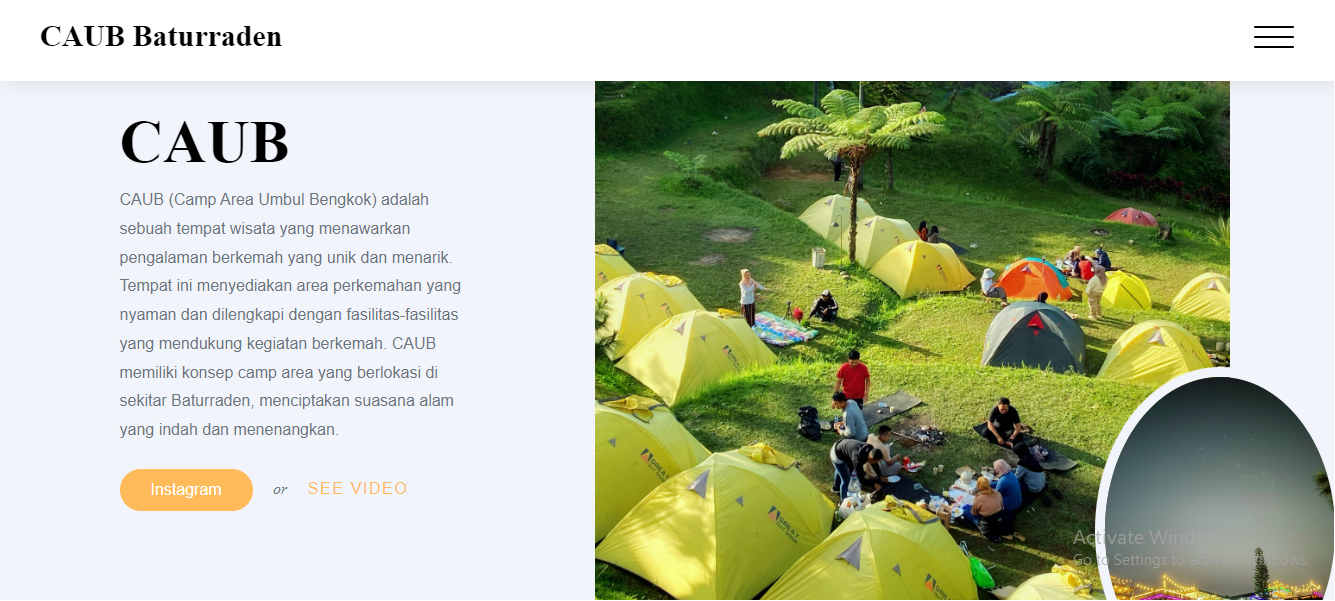 CAUB Baturraden
CAUB
CAUB (Camp Area Umbul Bengkok) adalah
sebuah tempat wisata yang menawarkan
pengalaman berkemah yang unik dan menarik.
Tempat ini menyediakan area perkemahan yang
nyaman dan dilengkapi dengan fasilitas-fasilitas
yang mendukung kegiatan berkemah. CAUB
memiliki konsep camp area yang berlokasi di
sekitar Baturraden, menciptakan suasana alam
yang indah dan menenangkan.
Instagram
or
SEE VIDEO
GREAT
GREAT
Activate Windows
Go to Settings to activate Windows.